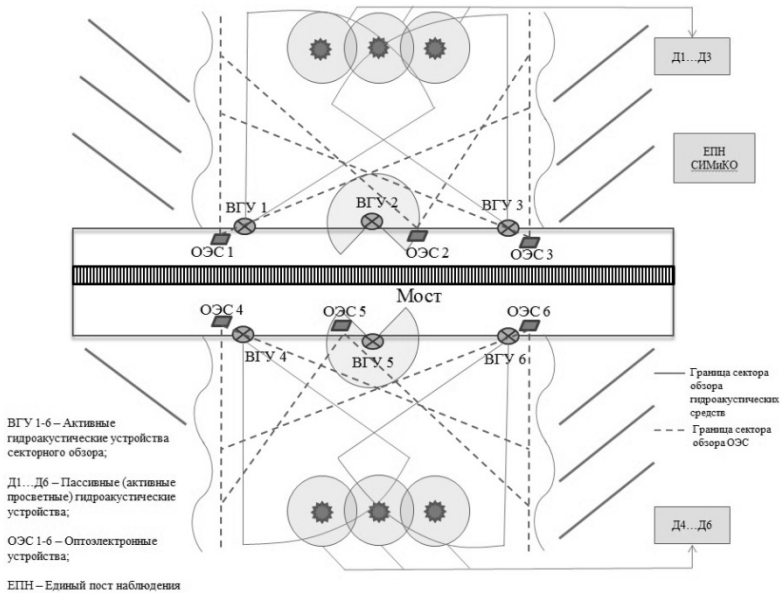 Д1...Д3
ЕПН
СИМиКО
ВГУ 1
ВГУ 2
ВГУ 3
ОЭС 1
ОЭС 2
ОЭС 3
Мост
ОЭС 4
ОЭС 5
ОЭС 6
ВГУ 4
ВГУ 5
ВГУ 6
Граница сектора
обзора
гидроакустических
средств
Граница сектора
обзора ОЭС
ВГУ 1-6 – Активные
гидроакустические устройства
секторного обзора;
Д1...Д6 – Пассивные (активные
просветные) гидроакустические
устройства;
ОЭС 1-6 – Оптоэлектронные
устройства;
ЕПН – Единый пост наблюдения
Д4...Д6